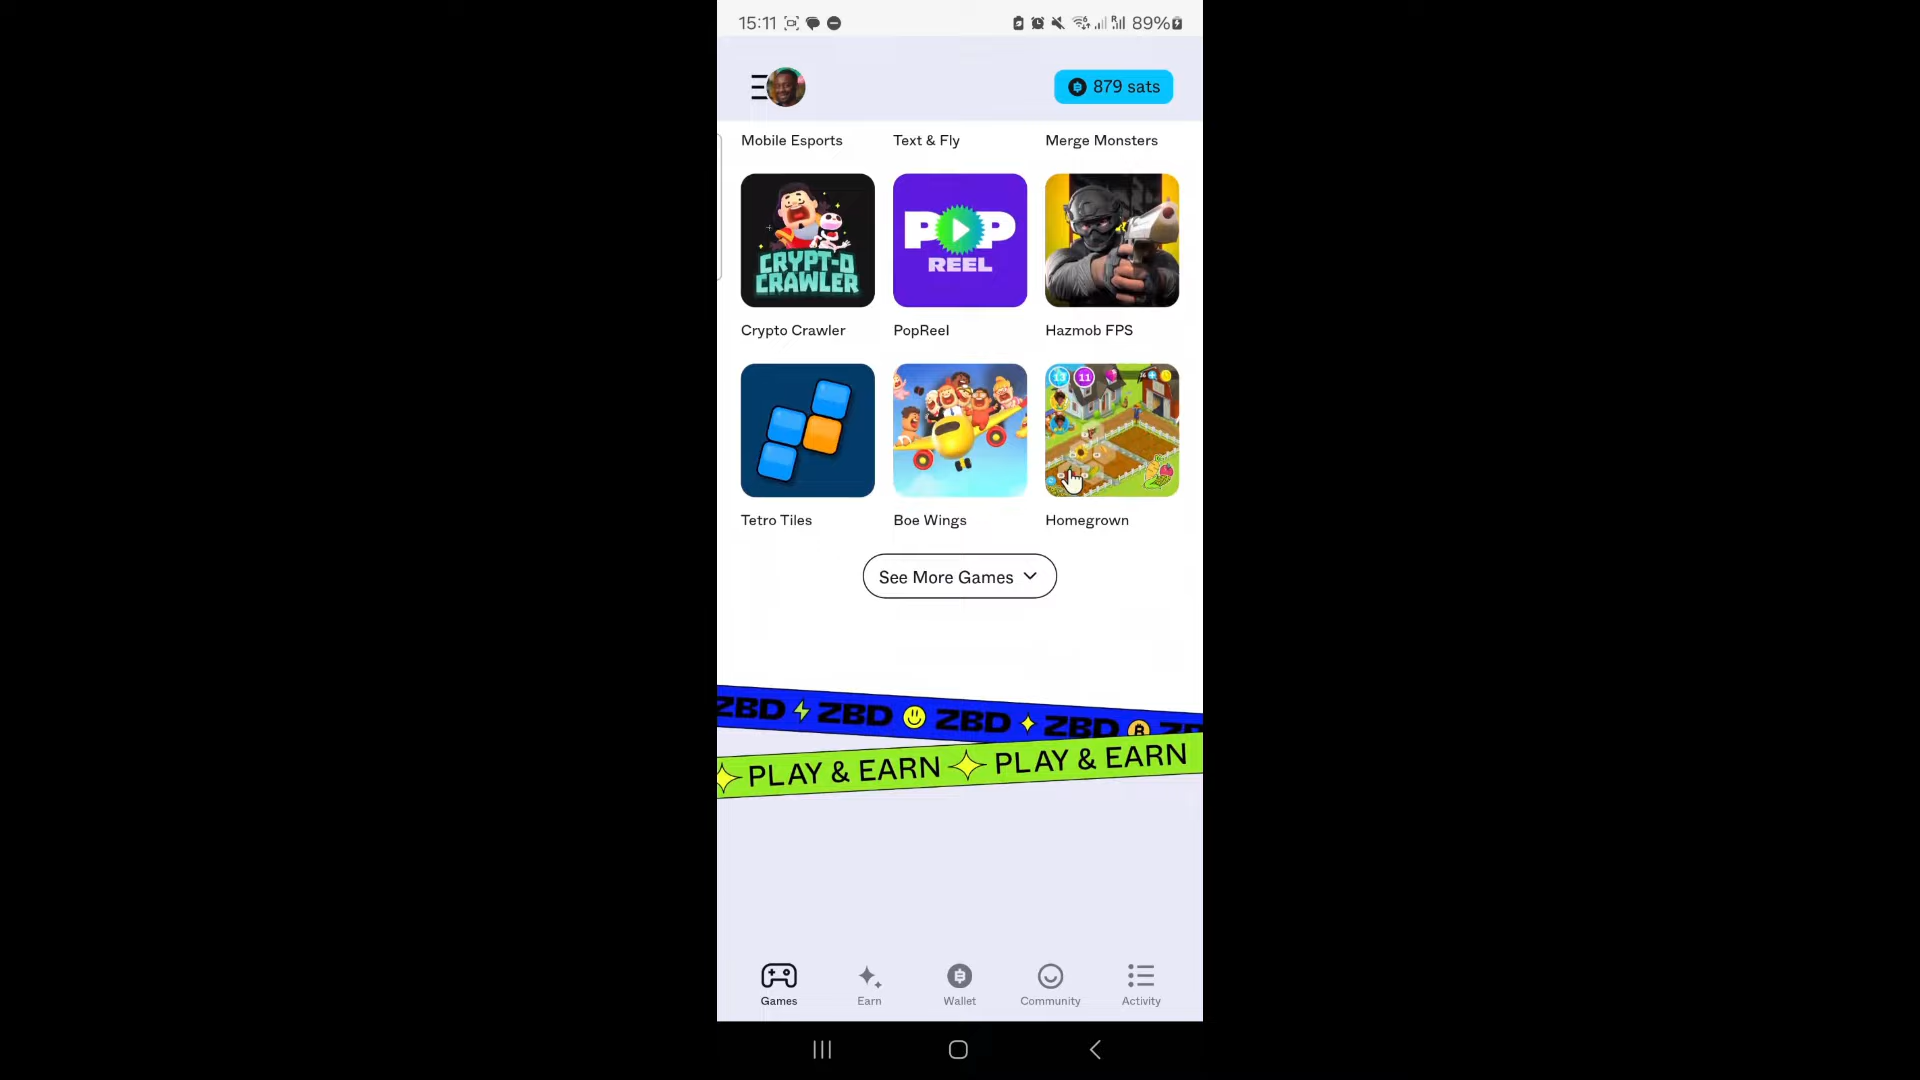 15:11
89%
879 sats
Mobile Esports
Text & Fly
Merge Monsters
CRYPT-O
CRAWLER
POP
REEL
Crypto Crawler
PopReel
Hazmob FPS
13 11
Tetro Tiles
Boe Wings
Homegrown
See More Games
ZBD ZBD ZBD ZBD
PLAY & EARN PLAY & EARN
Games
Earn
Wallet
Community
Activity